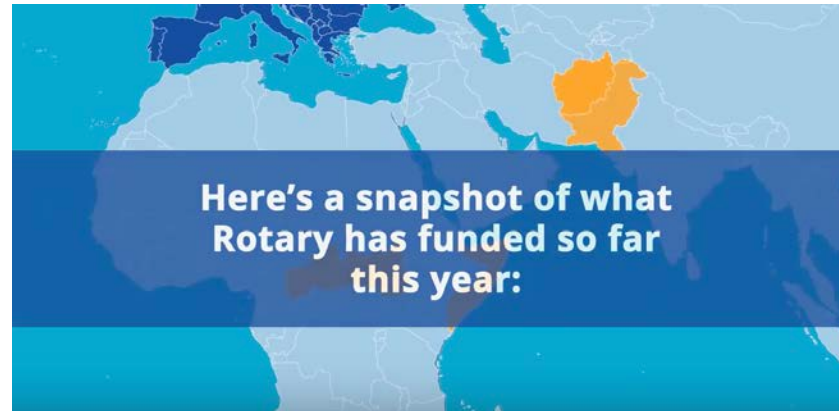 Here’s a snapshot of what
Rotary has funded so far
this year: